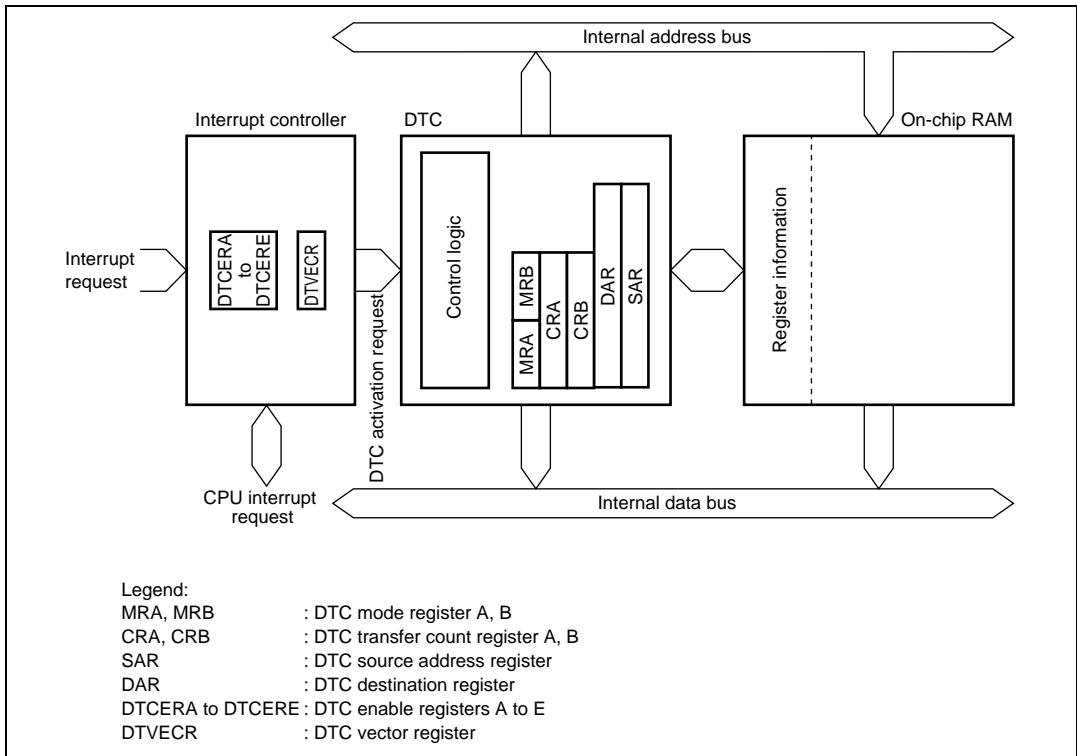 Internal address bus
Interrupt controller
DTC
On-chip RAM
Interrupt
request
DTCERA
to
DTCERE
DTVECR
DTC activation request
Control logic
MRA
MRB
CRA
CRB
DAR
SAR
Register information
CPU interrupt
request
Internal data bus
Legend:
MRA, MRB : DTC mode register A, B
CRA, CRB : DTC transfer count register A, B
SAR : DTC source address register
DAR : DTC destination register
DTCERA to DTCERE : DTC enable registers A to E
DTVECR : DTC vector register